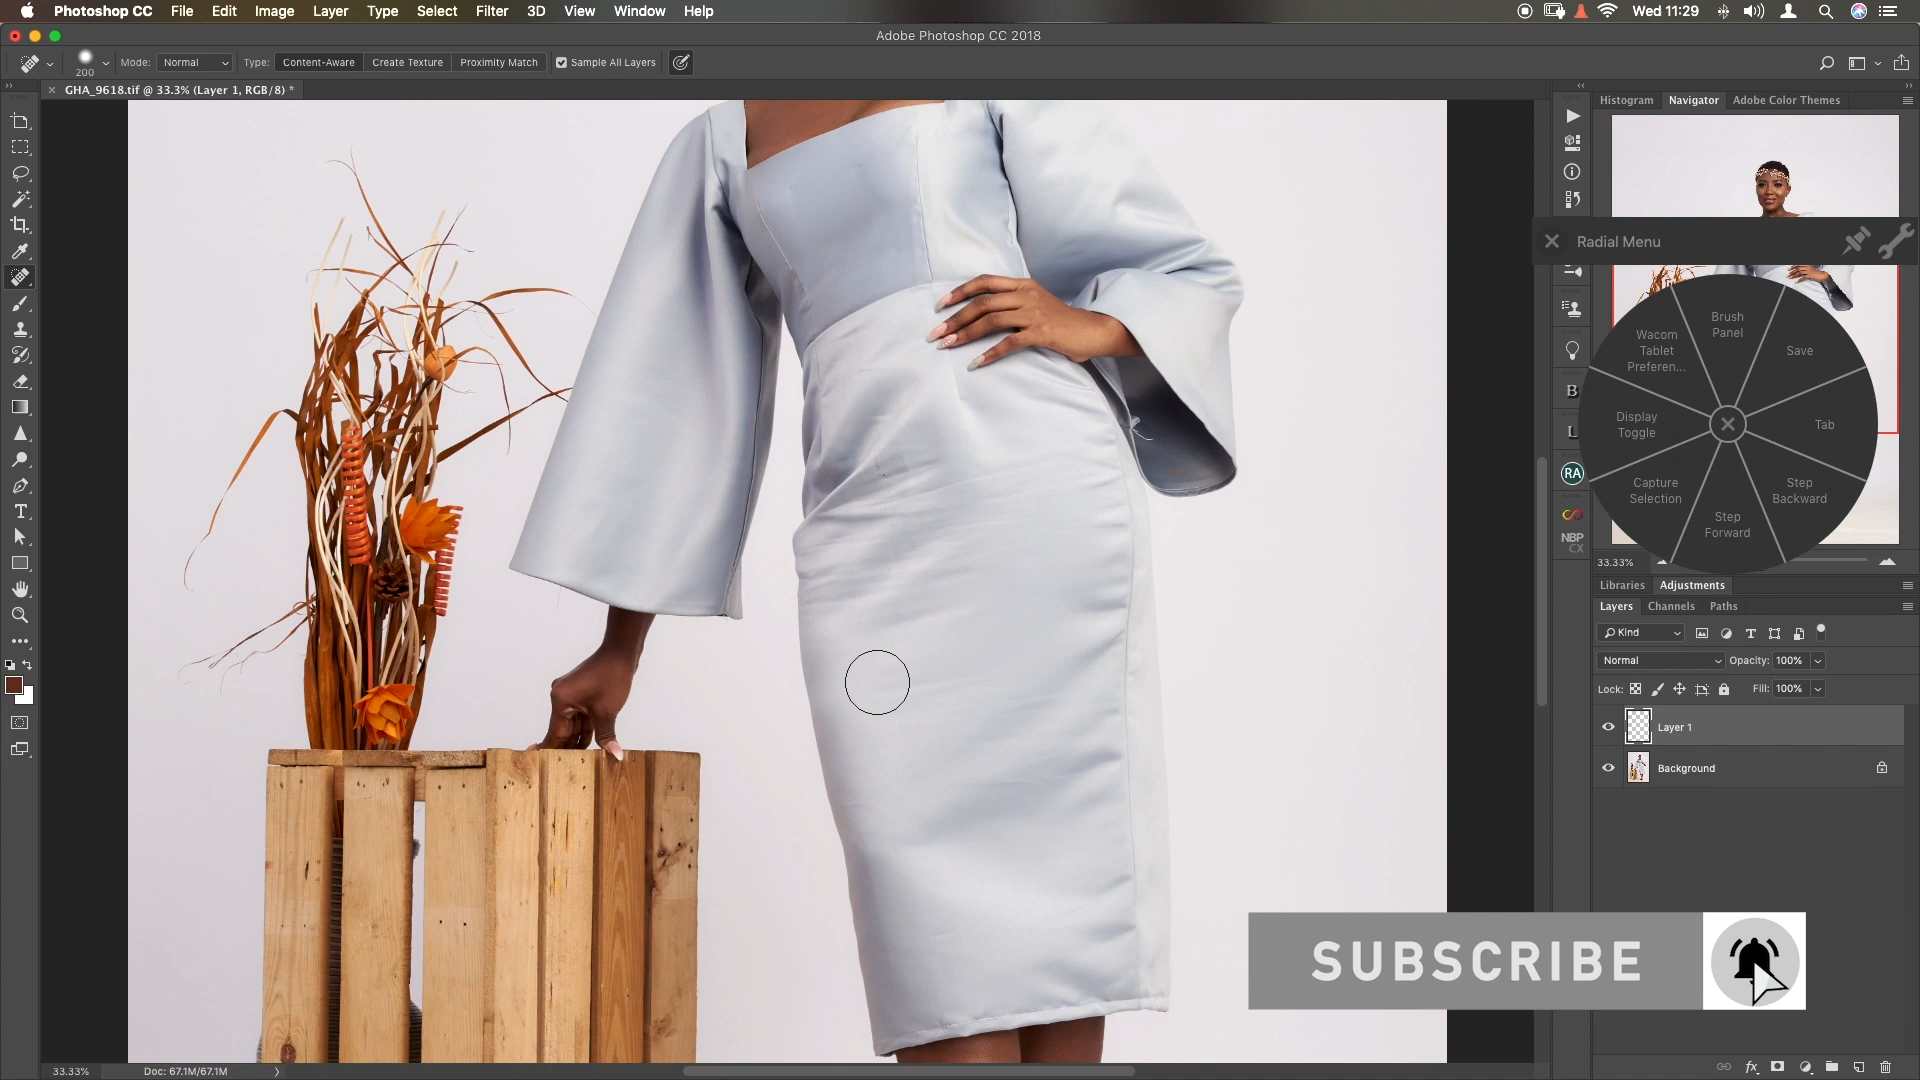 Photoshop CC File Edit Image Layer Type Select Filter 3D View Window Help Wed 11:29
Adobe Photoshop CC 2018
200 Mode: Normal Type: Content-Aware Create Texture Proximity Match Sample All Layers
GHA_9618.tif @ 33.3% (Layer 1, RGB/8) *
Histogram Navigator Adobe Color Themes
Radial Menu
Brush
Panel
Save
Tab
Step
Backward
Step
Forward
Capture
Selection
Display
Toggle
Wacom
Tablet
Preferen...
B
L
RA
NBP
CX
33.33%
Libraries Adjustments
Layers Channels Paths
Kind
Normal Opacity: 100%
Lock: Fill: 100%
Layer 1
Background
SUBSCRIBE
fx
33.33% Doc: 67.1M/67.1M